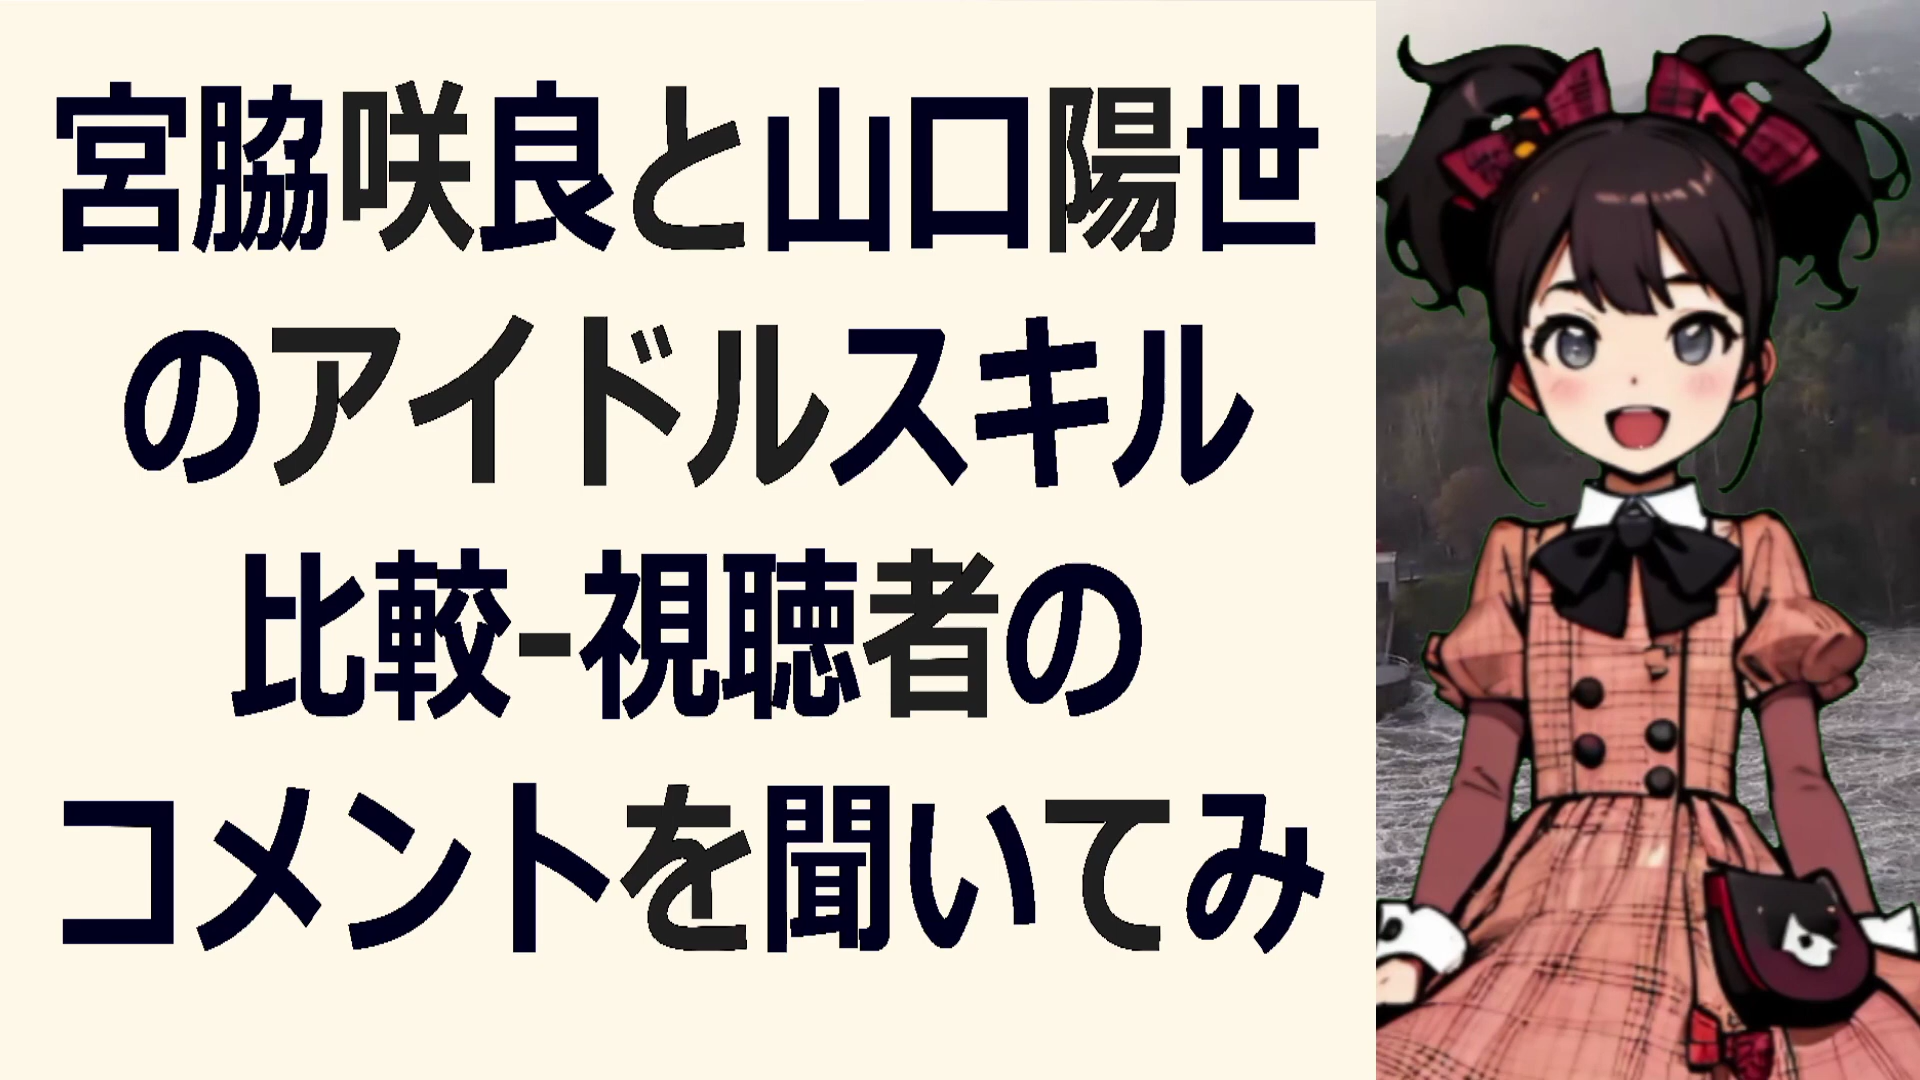 宮脇咲良と山口陽世
のアイドルスキル
比較-視聴者の
コメントを聞いてみ